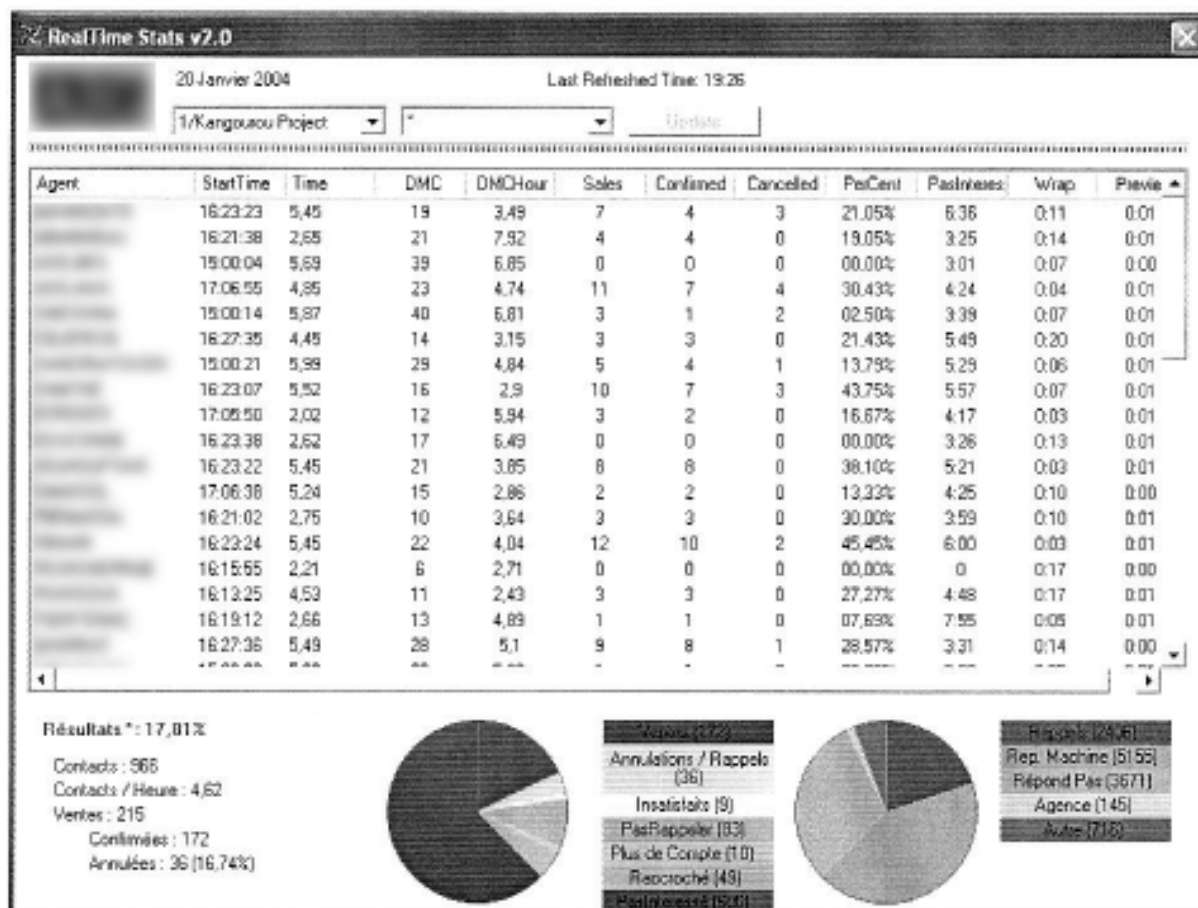 RealTime Stats v2.0
20 Janvier 2004 Last Refreshed Time: 19:26
1/Kangourou Project * Update
Agent StartTime Time DMC DMCHour Sales Confirmed Cancelled PerCent PasInteres Wrap Previe
16:23:23 5,45 19 3,49 7 4 3 21.05% 6:36 0:11 0:01
16:21:38 2,65 21 7,92 4 4 0 19.05% 3:25 0:14 0:01
15:00:04 5,69 39 6,85 0 0 0 00.00% 3:01 0:07 0:00
17:06:55 4,85 23 4,74 11 7 4 30.43% 4:24 0:04 0:01
15:00:14 5,87 40 6,81 3 1 2 02.50% 3:39 0:07 0:01
16:27:35 4,45 14 3,15 3 3 0 21.43% 5:49 0:20 0:01
15:00:21 5,99 29 4,84 5 4 1 13.79% 5:29 0:06 0:01
16:23:07 5,52 16 2,9 10 7 3 43.75% 5:57 0:07 0:01
17:05:50 2,02 12 5,94 3 2 0 16.67% 4:17 0:03 0:01
16:23:38 2,62 17 6,49 0 0 0 00.00% 3:26 0:13 0:01
16:23:22 5,45 21 3,85 8 8 0 38.10% 5:21 0:03 0:01
17:06:38 5,24 15 2,86 2 2 0 13,33% 4:25 0:10 0:00
16:21:02 2,75 10 3,64 3 3 0 30,00% 3:59 0:10 0:01
16:23:24 5,45 22 4,04 12 10 2 45,45% 6:00 0:03 0:01
16:15:55 2,21 6 2,71 0 0 0 00,00% 0 0:17 0:00
16:13:25 4,53 11 2,43 3 3 0 27,27% 4:48 0:17 0:01
16:19:12 2,66 13 4,89 1 1 0 07,69% 7:55 0:05 0:01
16:27:36 5,49 28 5,1 9 8 1 28,57% 3:31 0:14 0:00
Résultats * : 17,81%
Contacts : 966
Contacts / Heure : 4,62
Ventes : 215
Confirmées : 172
Annulées : 36 (16,74%)
Ventes (172)
Annulations / Rappels
(36)
Insatisfaits (9)
PasRappeler (83)
Plus de Compte (10)
Raccroché (49)
PasInteressé
Rappels (2406)
Rep. Machine (5155)
Répond Pas (3671)
Agence (145)
Autre (718)